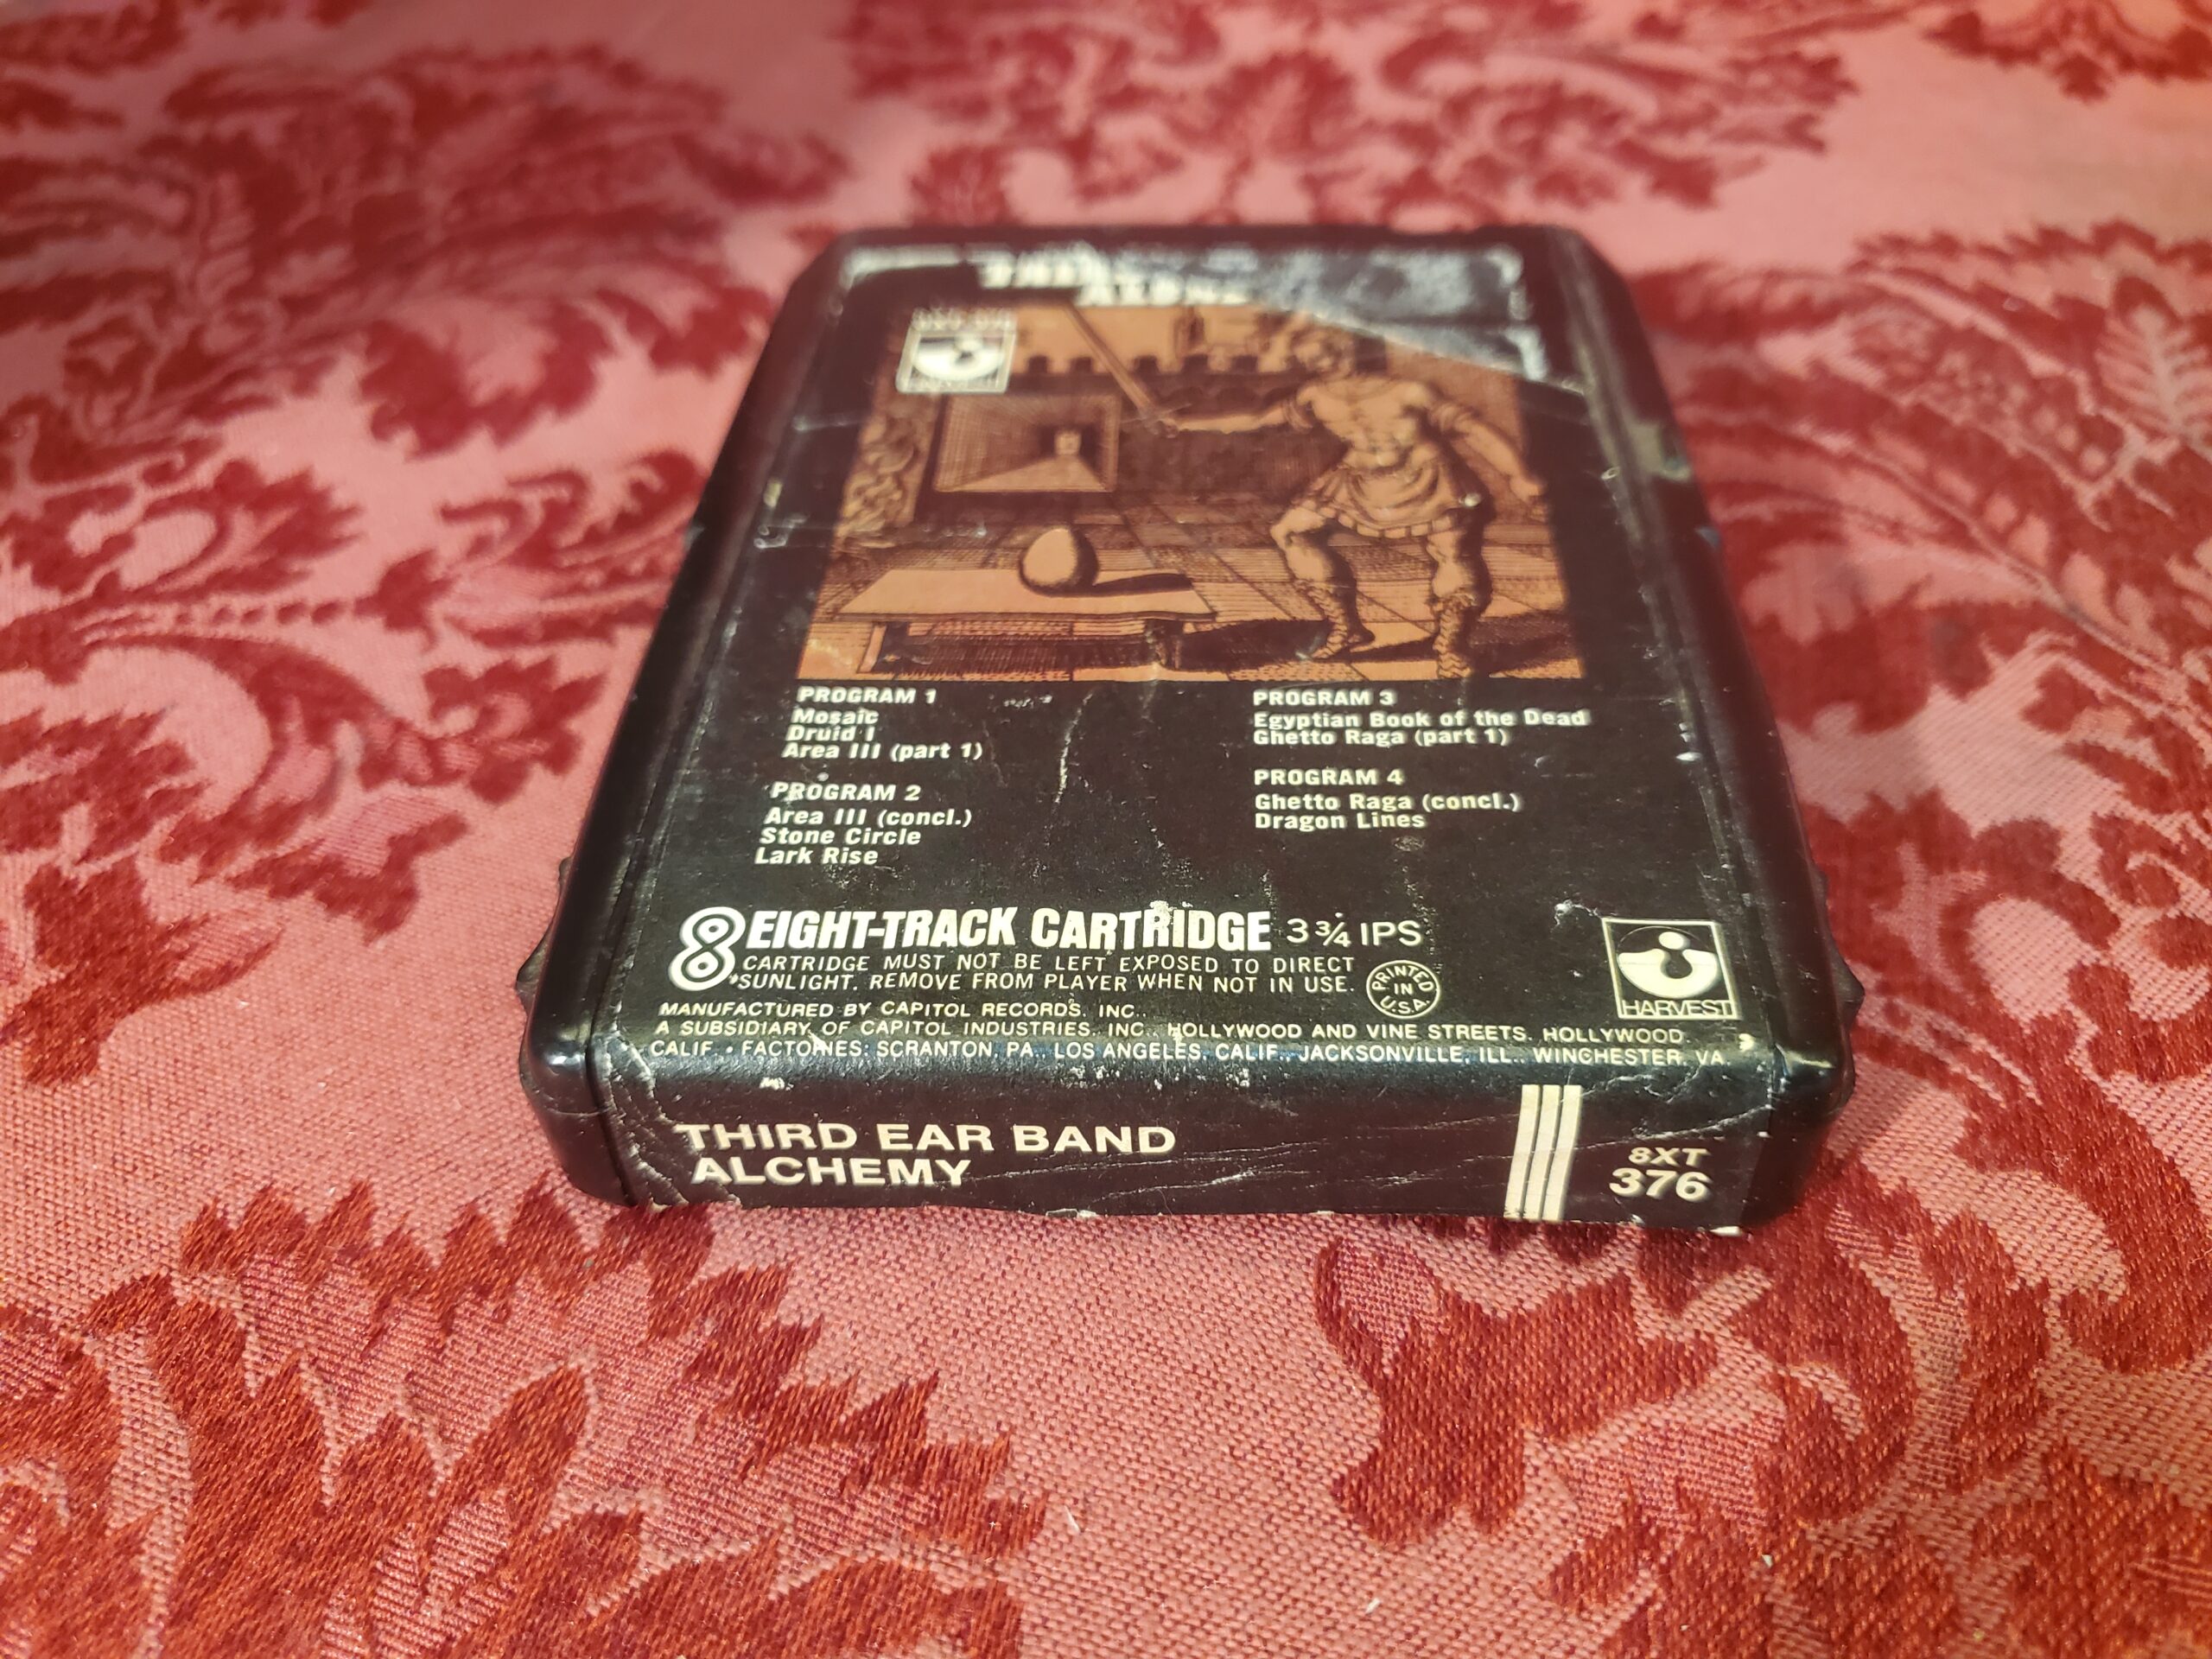 PROGRAM 1
Mosaic
Druid I
Area III (part 1)
PROGRAM 2
Area III (concl.)
Stone Circle
Lark Rise
PROGRAM 3
Egyptian Book of the Dead
Ghetto Raga (part 1)
PROGRAM 4
Ghetto Raga (concl.)
Dragon Lines
8 EIGHT-TRACK CARTRIDGE 3 3/4 IPS
CARTRIDGE MUST NOT BE LEFT EXPOSED TO DIRECT
SUNLIGHT. REMOVE FROM PLAYER WHEN NOT IN USE.
PRINTED
IN
U.S.A.
HARVEST
MANUFACTURED BY CAPITOL RECORDS, INC.,
A SUBSIDIARY OF CAPITOL INDUSTRIES, INC., HOLLYWOOD AND VINE STREETS, HOLLYWOOD,
CALIF. • FACTORIES: SCRANTON, PA., LOS ANGELES, CALIF., JACKSONVILLE, ILL., WINCHESTER, VA.
THIRD EAR BAND
ALCHEMY
8XT
376